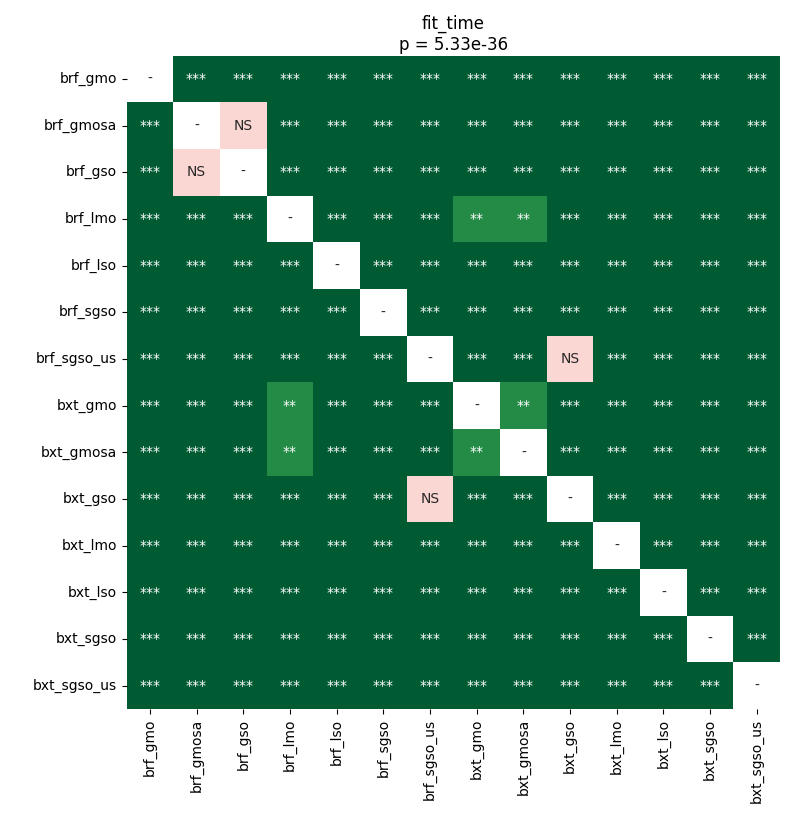 fit_time
p = 5.33e-36
brf_gmo - *** *** *** *** *** *** *** *** *** *** *** *** ***
brf_gmosa *** - NS *** *** *** *** *** *** *** *** *** *** ***
brf_gso *** NS - *** *** *** *** *** *** *** *** *** *** ***
brf_lmo *** *** *** - *** *** *** ** ** *** *** *** *** ***
brf_lso *** *** *** *** - *** *** *** *** *** *** *** *** ***
brf_sgso *** *** *** *** *** - *** *** *** *** *** *** *** ***
brf_sgso_us *** *** *** *** *** *** - *** *** NS *** *** *** ***
bxt_gmo *** *** *** ** *** *** *** - ** *** *** *** *** ***
bxt_gmosa *** *** *** ** *** *** *** ** - *** *** *** *** ***
bxt_gso *** *** *** *** *** *** NS *** *** - *** *** *** ***
bxt_lmo *** *** *** *** *** *** *** *** *** *** - *** *** ***
bxt_lso *** *** *** *** *** *** *** *** *** *** *** - *** ***
bxt_sgso *** *** *** *** *** *** *** *** *** *** *** *** - ***
bxt_sgso_us *** *** *** *** *** *** *** *** *** *** *** *** *** -
brf_gmo
brf_gmosa
brf_gso
brf_lmo
brf_lso
brf_sgso
brf_sgso_us
bxt_gmo
bxt_gmosa
bxt_gso
bxt_lmo
bxt_lso
bxt_sgso
bxt_sgso_us